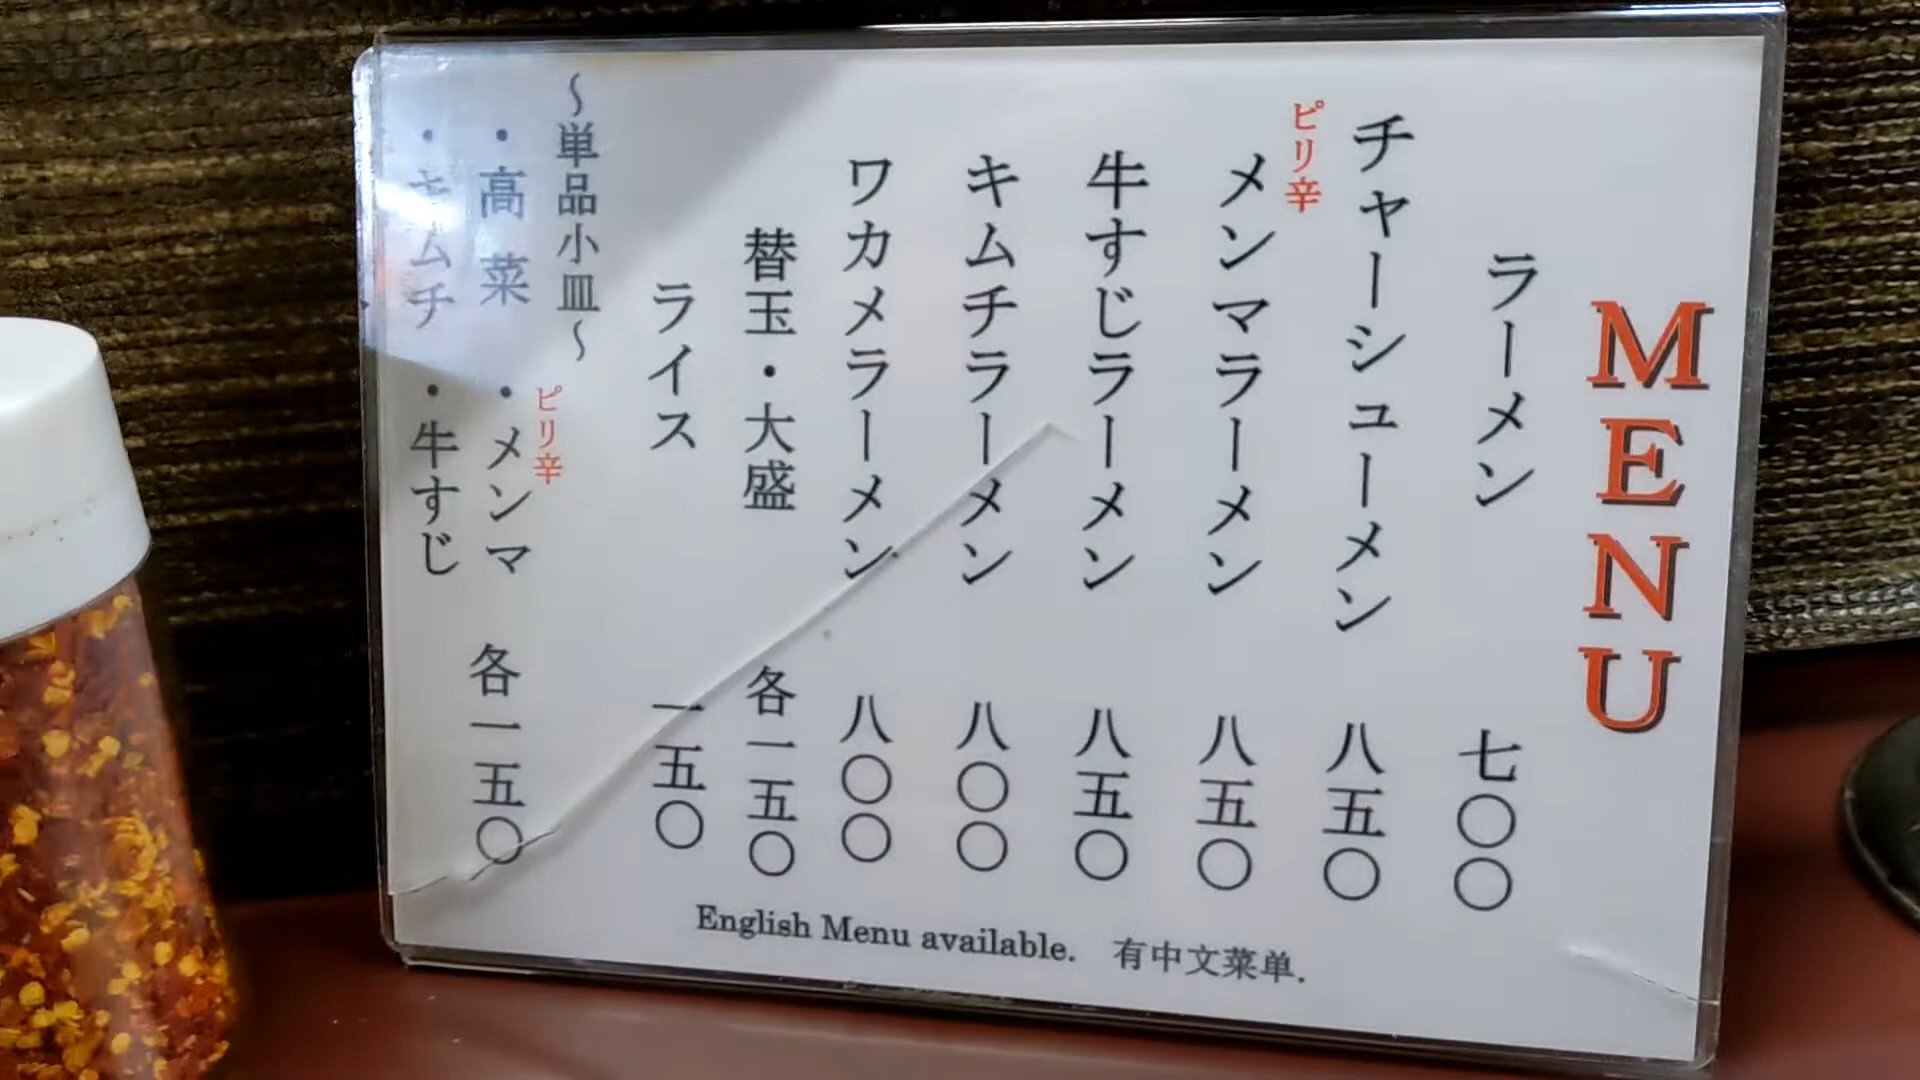 MENU
ラーメン 七〇〇
チャーシューメン 八五〇
ピリ辛
メンマラーメン 八五〇
牛すじラーメン 八五〇
キムチラーメン 八〇〇
ワカメラーメン 八〇〇
替玉・大盛 各一五〇
ライス 一五〇
～単品小皿～
ピリ辛
・高菜 ・メンマ 各一五〇
・キムチ ・牛すじ
English Menu available. 有中文菜单.